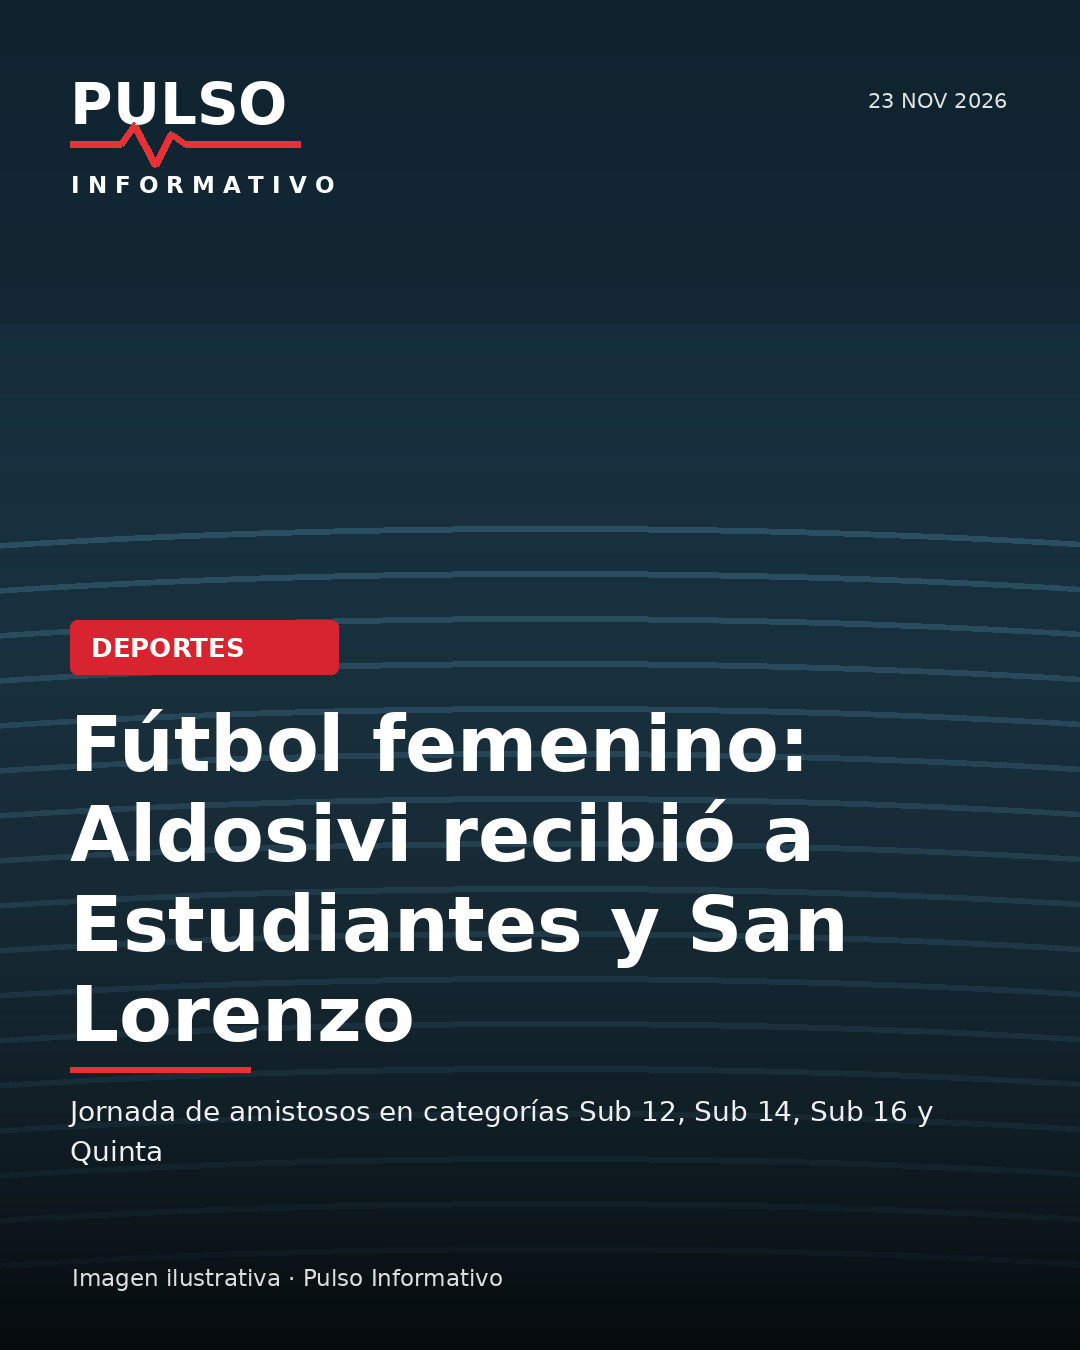 PULSO
INFORMATIVO
23 NOV 2026
DEPORTES
Fútbol femenino:
Aldosivi recibió a
Estudiantes y San
Lorenzo
Jornada de amistosos en categorías Sub 12, Sub 14, Sub 16 y
Quinta
Imagen ilustrativa · Pulso Informativo